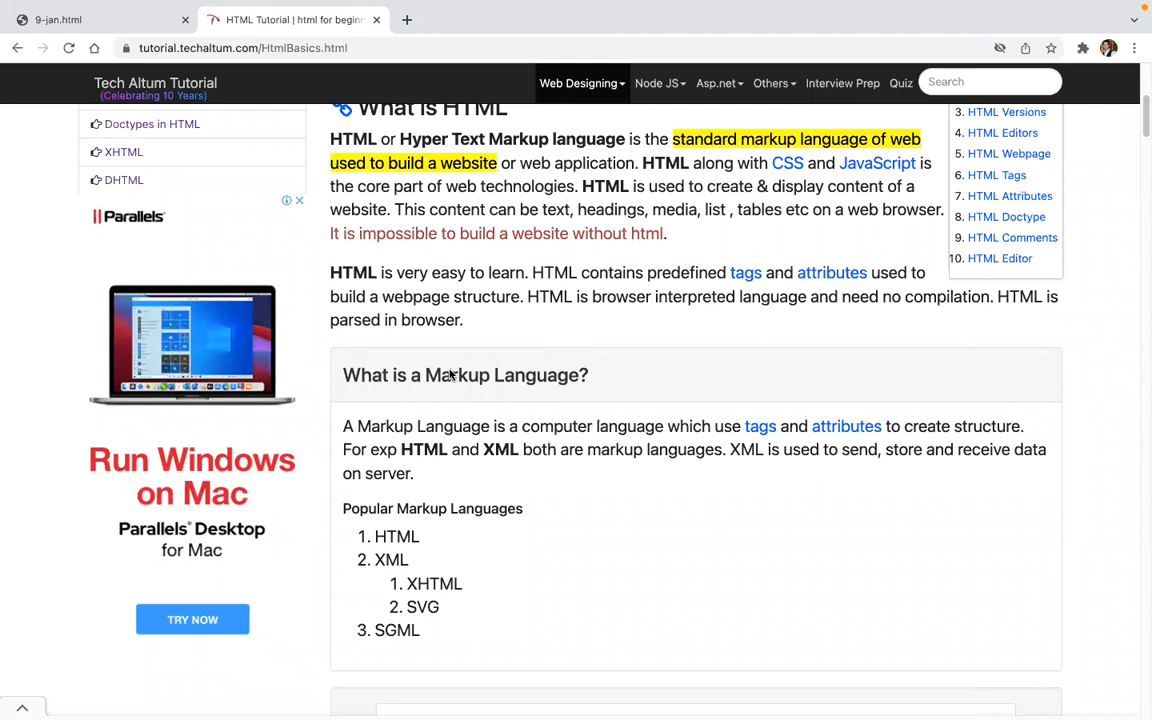 9-jan.html
HTML Tutorial | html for beginn
tutorial.techaltum.com/HtmlBasics.html
Tech Altum Tutorial
(Celebrating 10 Years)
Web Designing
Node JS
Asp.net
Others
Interview Prep
Quiz
Search
Doctypes in HTML
XHTML
DHTML
Parallels®
Run Windows
on Mac
Parallels® Desktop
for Mac
TRY NOW
What is HTML
HTML or Hyper Text Markup language is the standard markup language of web
used to build a website or web application. HTML along with CSS and JavaScript is
the core part of web technologies. HTML is used to create & display content of a
website. This content can be text, headings, media, list , tables etc on a web browser.
It is impossible to build a website without html.
HTML is very easy to learn. HTML contains predefined tags and attributes used to
build a webpage structure. HTML is browser interpreted language and need no compilation. HTML is
parsed in browser.
What is a Markup Language?
A Markup Language is a computer language which use tags and attributes to create structure.
For exp HTML and XML both are markup languages. XML is used to send, store and receive data
on server.
Popular Markup Languages
1. HTML
2. XML
1. XHTML
2. SVG
3. SGML
3. HTML Versions
4. HTML Editors
5. HTML Webpage
6. HTML Tags
7. HTML Attributes
8. HTML Doctype
9. HTML Comments
10. HTML Editor